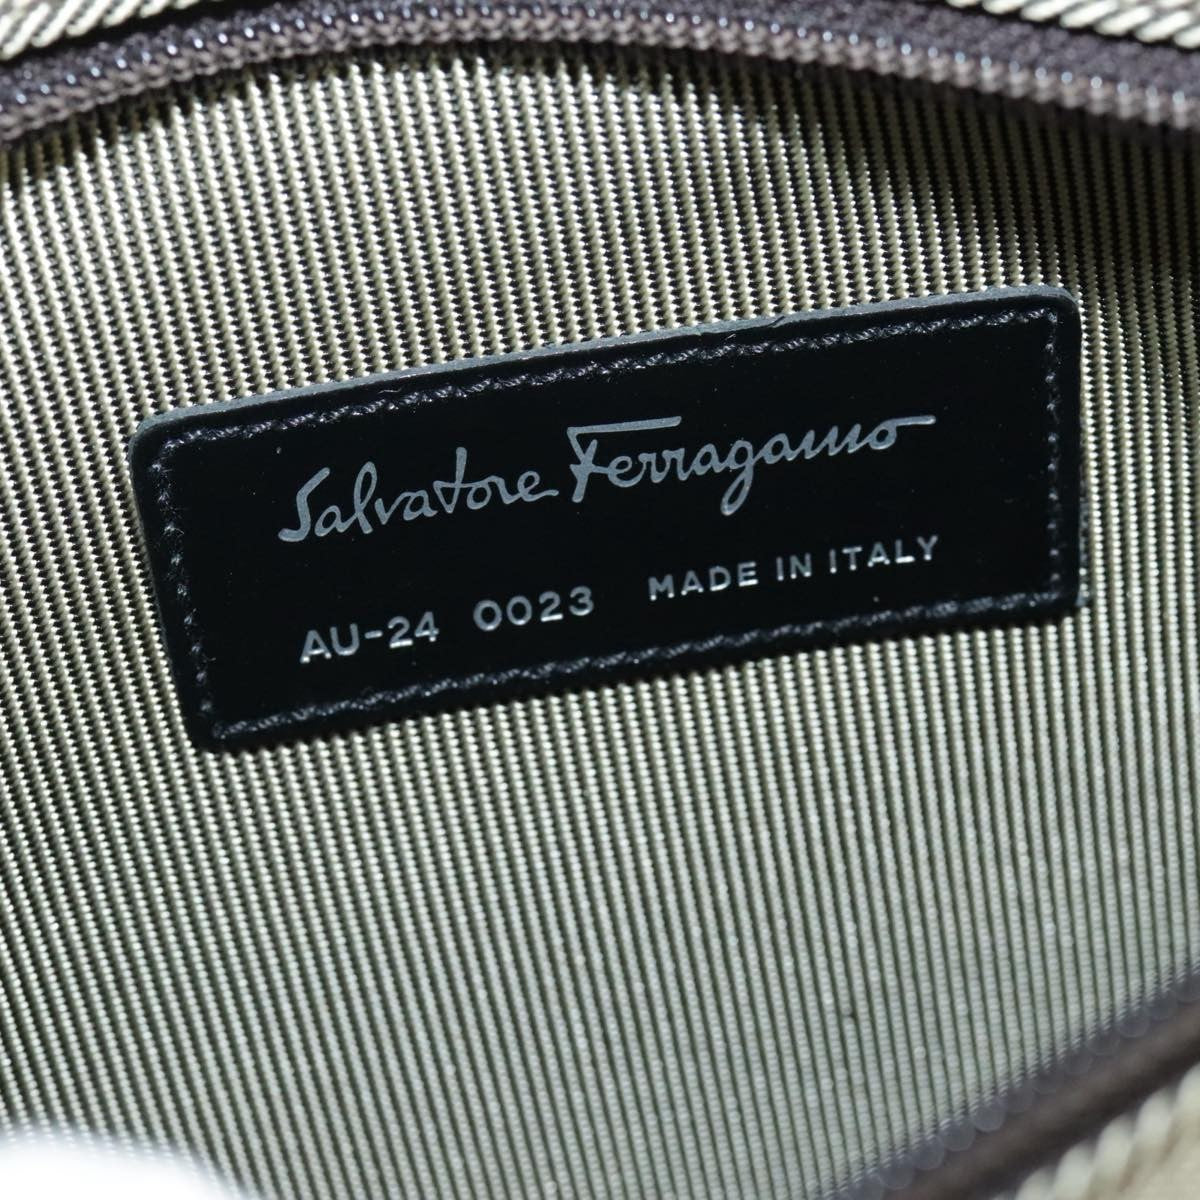 Salvatore Ferragamo
AU-24 0023 MADE IN ITALY